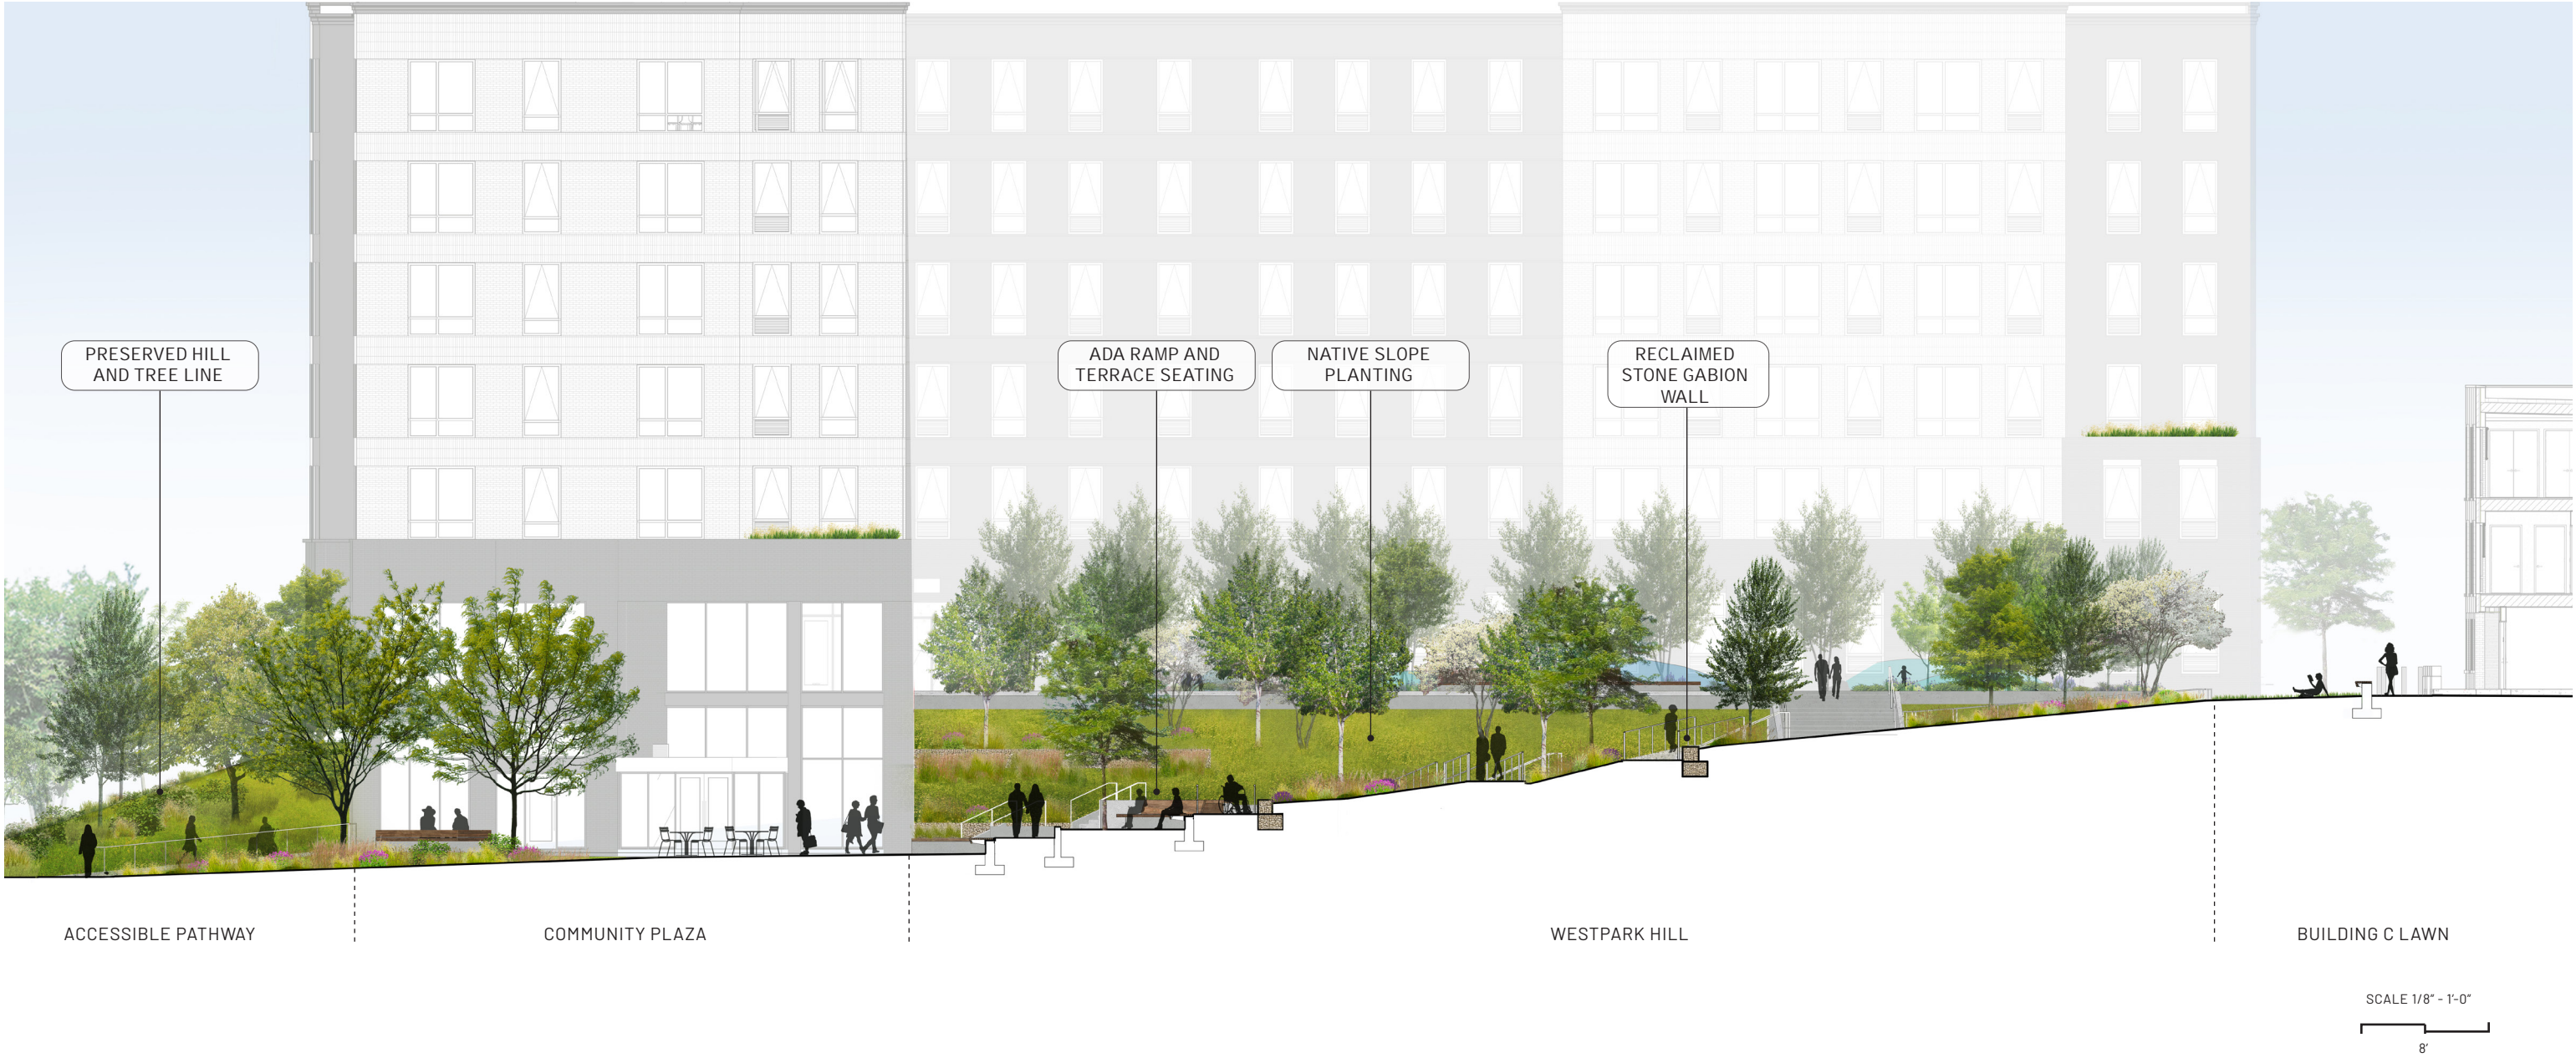 PRESERVED HILL
AND TREE LINE
ADA RAMP AND
TERRACE SEATING
NATIVE SLOPE
PLANTING
RECLAIMED
STONE GABION
WALL
ACCESSIBLE PATHWAY
COMMUNITY PLAZA
WESTPARK HILL
BUILDING C LAWN
SCALE 1/8" - 1'-0"
8'